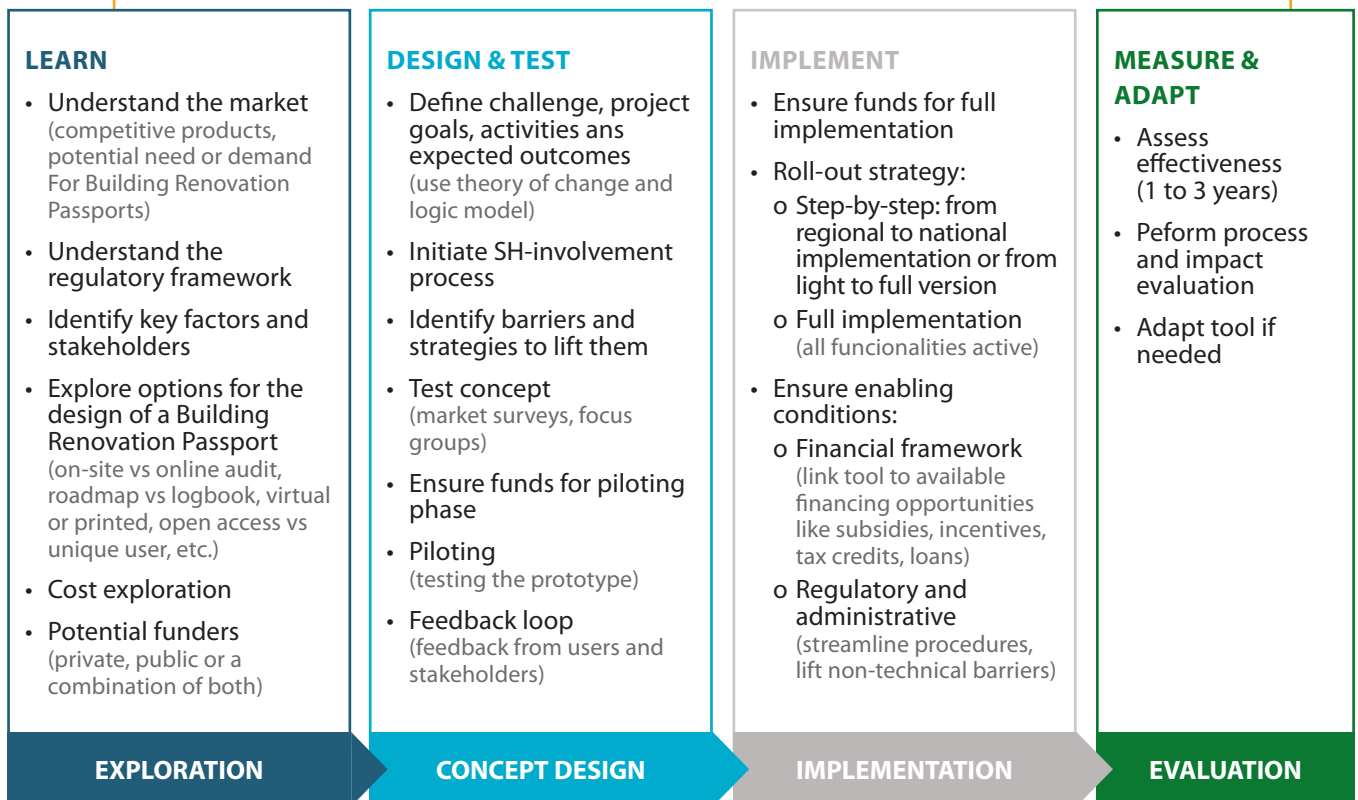 LEARN
• Understand the market
(competitive products,
potential need or demand
For Building Renovation
Passports)
• Understand the
regulatory framework
• Identify key factors and
stakeholders
• Explore options for the
design of a Building
Renovation Passport
(on-site vs online audit,
roadmap vs logbook, virtual
or printed, open access vs
unique user, etc.)
• Cost exploration
• Potential funders
(private, public or a
combination of both)
EXPLORATION
DESIGN & TEST
• Define challenge, project
goals, activities ans
expected outcomes
(use theory of change and
logic model)
• Initiate SH-involvement
process
• Identify barriers and
strategies to lift them
• Test concept
(market surveys, focus
groups)
• Ensure funds for piloting
phase
• Piloting
(testing the prototype)
• Feedback loop
(feedback from users and
stakeholders)
CONCEPT DESIGN
IMPLEMENT
• Ensure funds for full
implementation
• Roll-out strategy:
o Step-by-step: from
regional to national
implementation or from
light to full version
o Full implementation
(all funcionalities active)
• Ensure enabling
conditions:
o Financial framework
(link tool to available
financing opportunities
like subsidies, incentives,
tax credits, loans)
o Regulatory and
administrative
(streamline procedures,
lift non-technical barriers)
IMPLEMENTATION
MEASURE &
ADAPT
• Assess
effectiveness
(1 to 3 years)
• Peform process
and impact
evaluation
• Adapt tool if
needed
EVALUATION